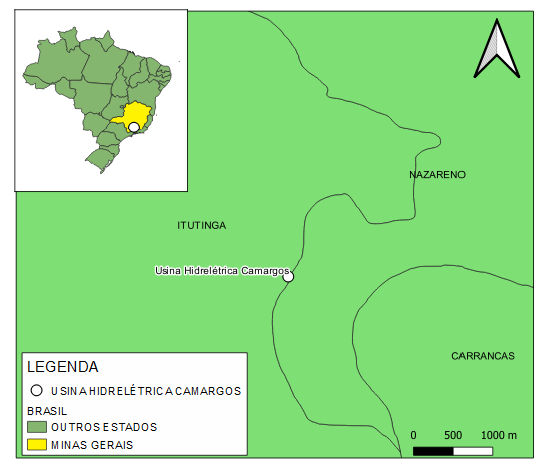 NAZARENO
ITUTINGA
Usina Hidrelétrica Camargos
CARRANCAS
LEGENDA
USINA HIDRELÉTRICA CAMARGOS
BRASIL
OUTROS ESTADOS
MINAS GERAIS
0 500 1000 m